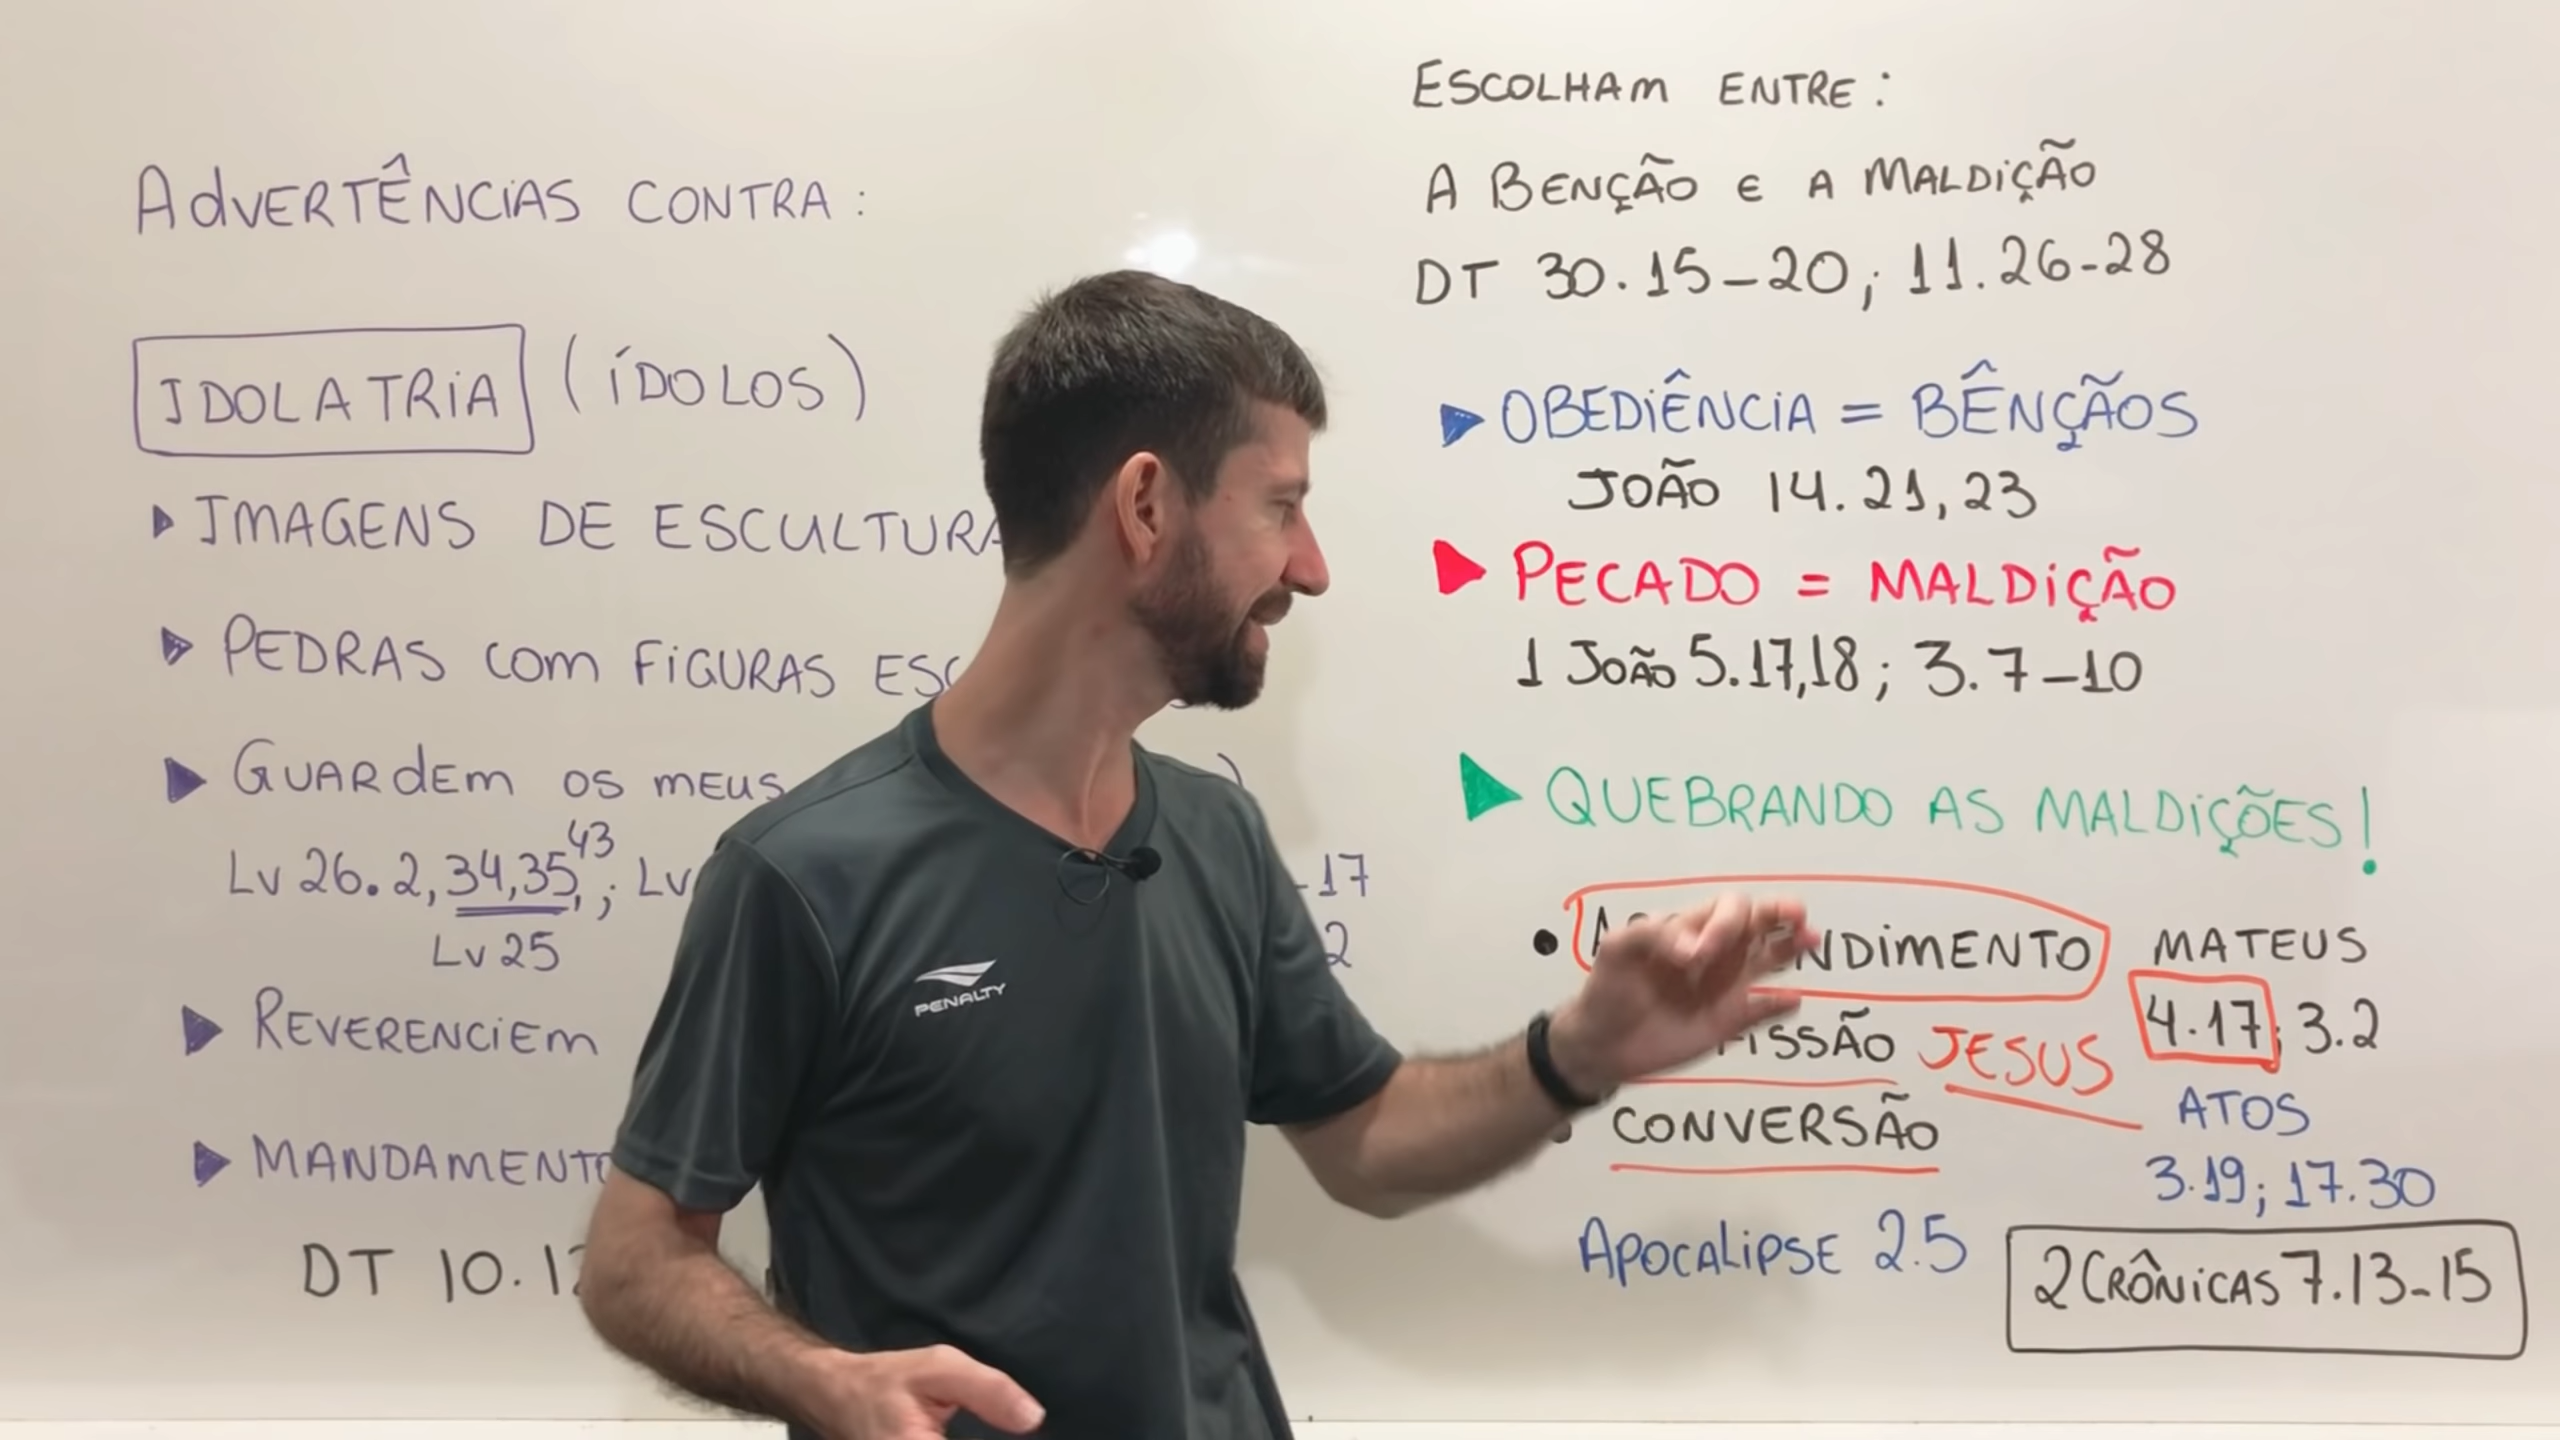 ADVERTÊNCIAS CONTRA:
IDOLATRIA (ÍDOLOS)
IMAGENS DE ESCULTURA
PEDRAS COM FIGURAS
GUARDEM OS MEUS
Lv 26.2,34,35,43; Lv -17
Lv 25 2
REVERENCIEM
MANDAMENTO
DT 10.12
PENALTY
ESCOLHAM ENTRE:
A BENÇÃO E A MALDIÇÃO
DT 30.15-20; 11.26-28
OBEDIÊNCIA = BÊNÇÃOS
JOÃO 14.21,23
PECADO = MALDIÇÃO
1 JOÃO 5.17,18; 3.7-10
QUEBRANDO AS MALDIÇÕES!
NDIMENTO MATEUS
4.17; 3.2
FISSÃO JESUS
CONVERSÃO
ATOS
3.19; 17.30
APOCALIPSE 2.5
2 CRÔNICAS 7.13-15